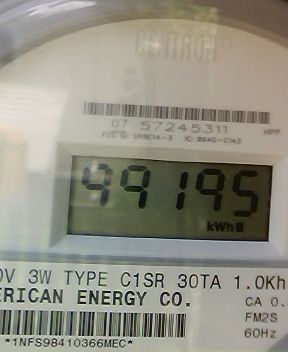 CENTRON
07 57245311 HPP
99195
kWh
0V 3W TYPE C1SR 30TA 1.0Kh
ERICAN ENERGY CO. CA 0.
FM2S
60Hz
*1NFS98410366MEC*